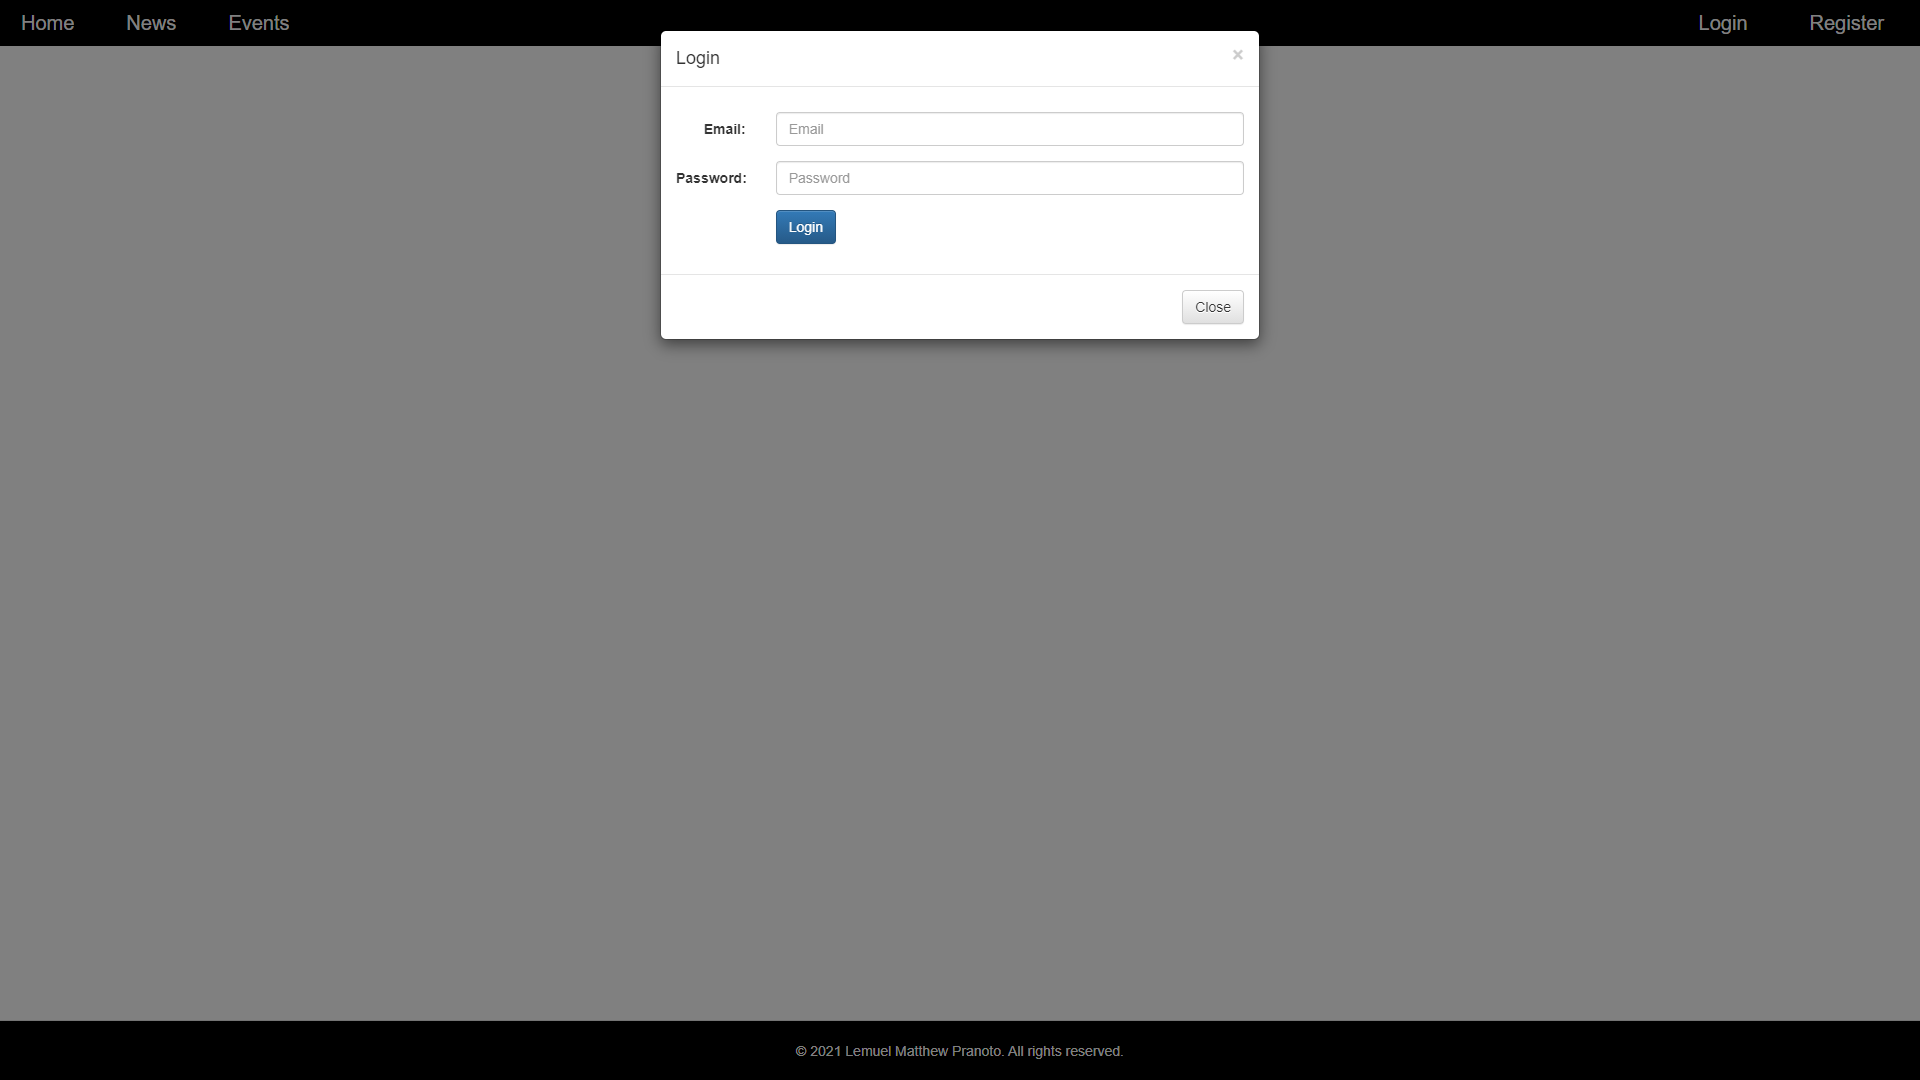 Home News Events Login Register
Login ×
Email: Email
Password: Password
Login
Close
© 2021 Lemuel Matthew Pranoto. All rights reserved.